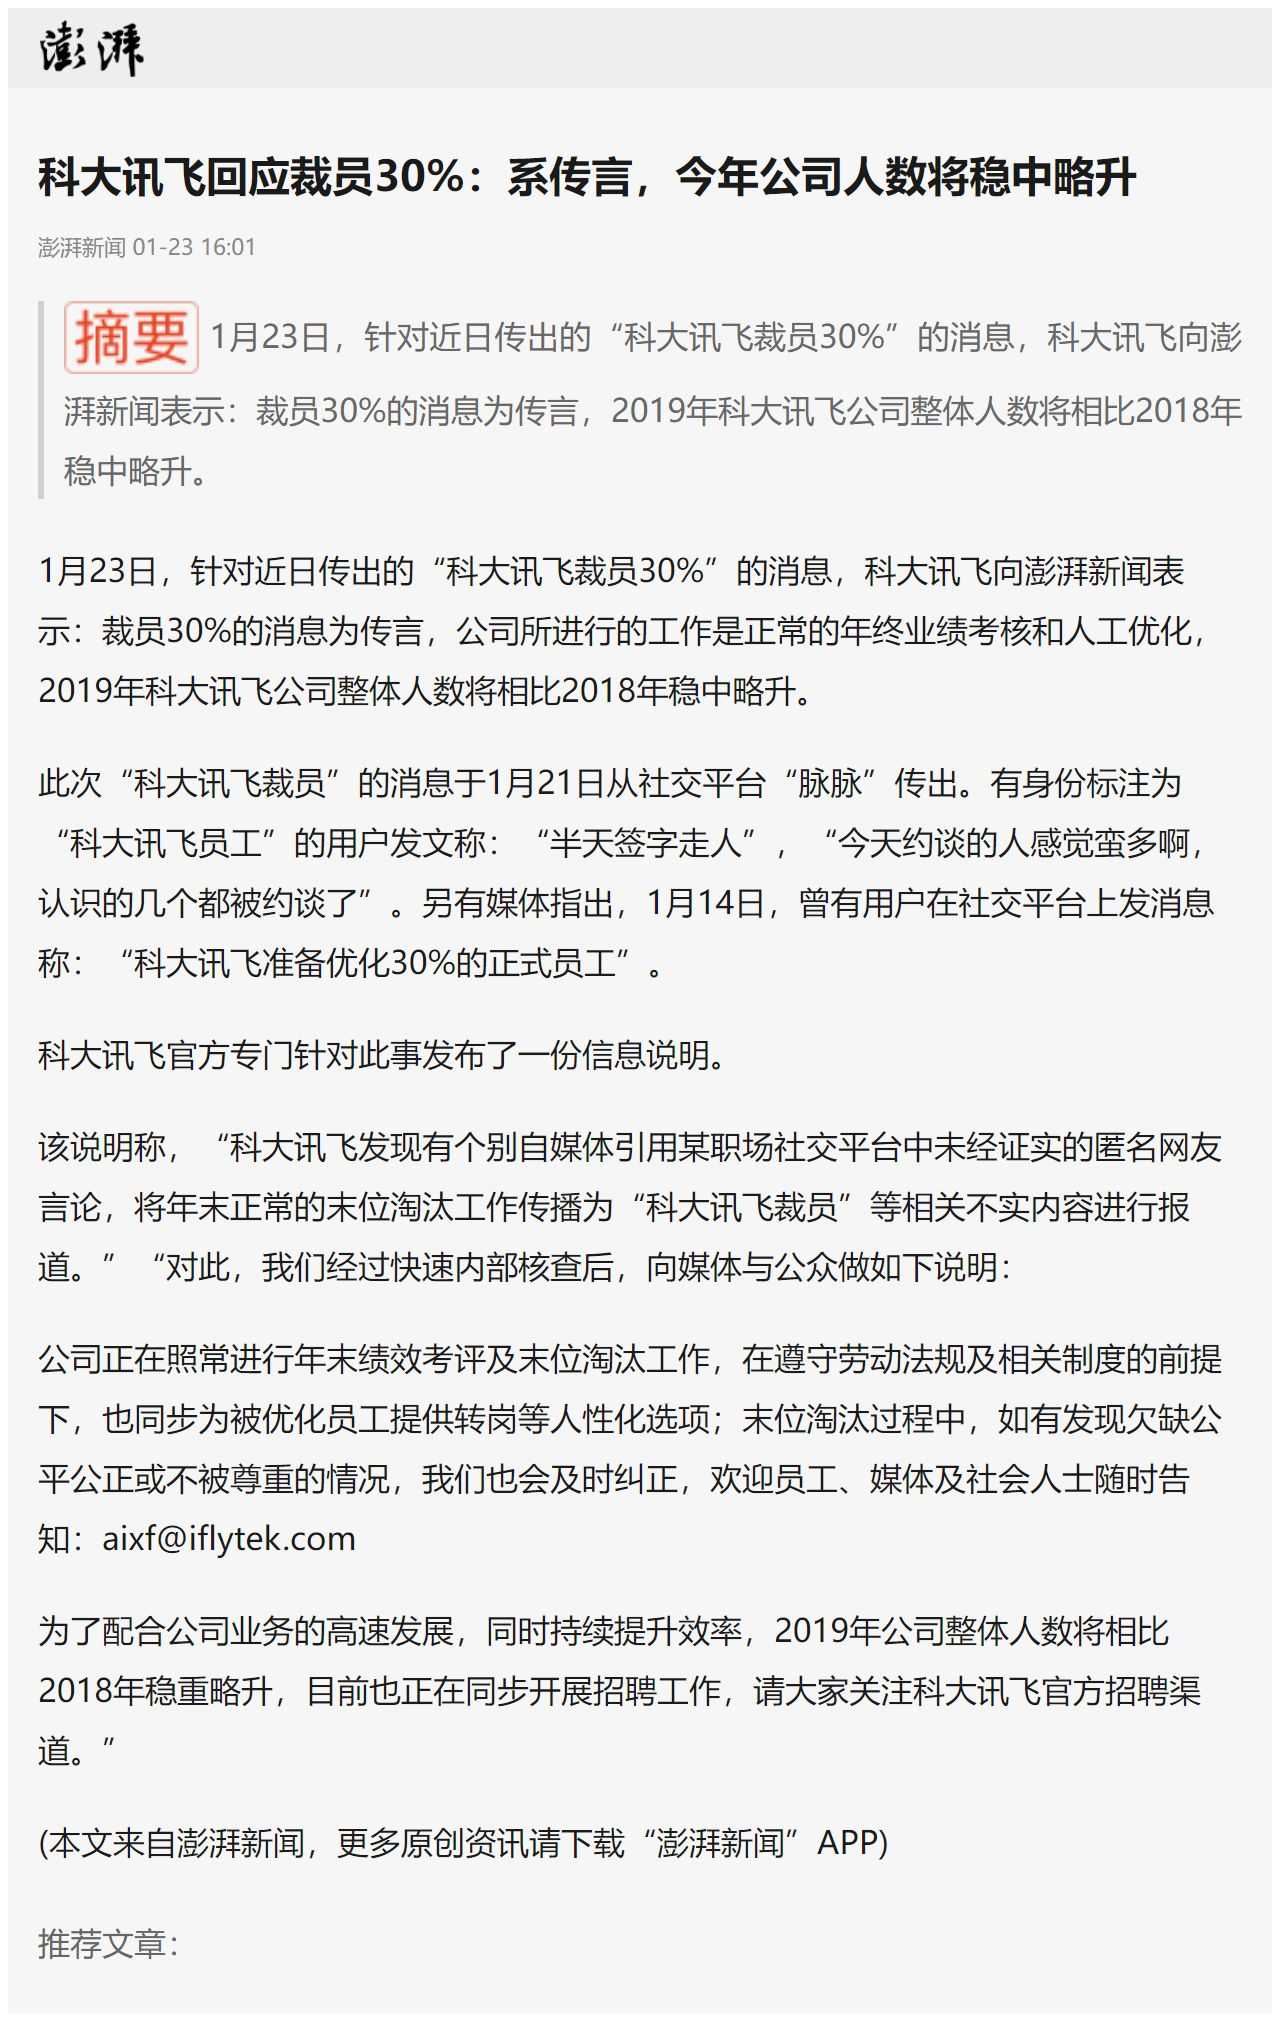 澎湃
科大讯飞回应裁员30%：系传言，今年公司人数将稳中略升
澎湃新闻 01-23 16:01
摘要 1月23日，针对近日传出的“科大讯飞裁员30%”的消息，科大讯飞向澎
湃新闻表示：裁员30%的消息为传言，2019年科大讯飞公司整体人数将相比2018年
稳中略升。
1月23日，针对近日传出的“科大讯飞裁员30%”的消息，科大讯飞向澎湃新闻表
示：裁员30%的消息为传言，公司所进行的工作是正常的年终业绩考核和人工优化，
2019年科大讯飞公司整体人数将相比2018年稳中略升。
此次“科大讯飞裁员”的消息于1月21日从社交平台“脉脉”传出。有身份标注为
“科大讯飞员工”的用户发文称：“半天签字走人”，“今天约谈的人感觉蛮多啊，
认识的几个都被约谈了”。另有媒体指出，1月14日，曾有用户在社交平台上发消息
称：“科大讯飞准备优化30%的正式员工”。
科大讯飞官方专门针对此事发布了一份信息说明。
该说明称，“科大讯飞发现有个别自媒体引用某职场社交平台中未经证实的匿名网友
言论，将年末正常的末位淘汰工作传播为“科大讯飞裁员”等相关不实内容进行报
道。”“对此，我们经过快速内部核查后，向媒体与公众做如下说明：
公司正在照常进行年末绩效考评及末位淘汰工作，在遵守劳动法规及相关制度的前提
下，也同步为被优化员工提供转岗等人性化选项；末位淘汰过程中，如有发现欠缺公
平公正或不被尊重的情况，我们也会及时纠正，欢迎员工、媒体及社会人士随时告
知：aixf@iflytek.com
为了配合公司业务的高速发展，同时持续提升效率，2019年公司整体人数将相比
2018年稳重略升，目前也正在同步开展招聘工作，请大家关注科大讯飞官方招聘渠
道。”
(本文来自澎湃新闻，更多原创资讯请下载“澎湃新闻”APP)
推荐文章：